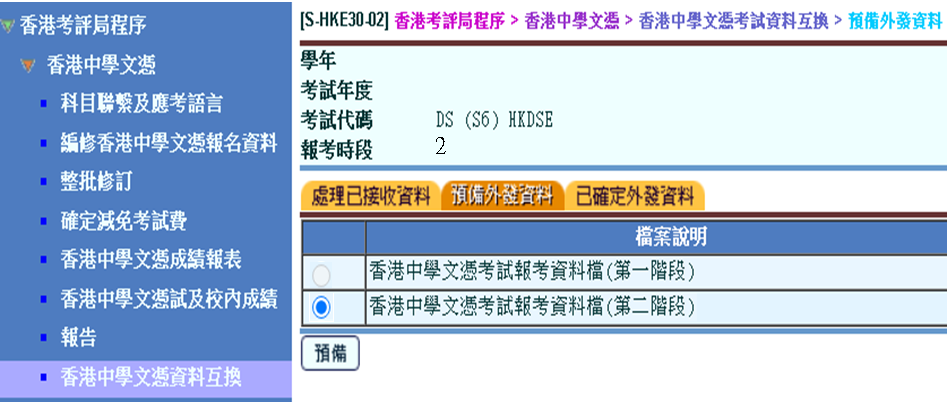 香港考評局程序
香港中學文憑
科目聯繫及應考語言
編修香港中學文憑報名資料
整批修訂
確定減免考試費
香港中學文憑成績報表
香港中學文憑試及校內成績
報告
香港中學文憑資料互換
[S-HKE30-02] 香港考評局程序 > 香港中學文憑 > 香港中學文憑考試資料互換 > 預備外發資料
學年
考試年度
考試代碼 DS (S6) HKDSE
報考時段 2
處理已接收資料 預備外發資料 已確定外發資料
檔案說明
香港中學文憑考試報考資料檔(第一階段)
香港中學文憑考試報考資料檔(第二階段)
預備